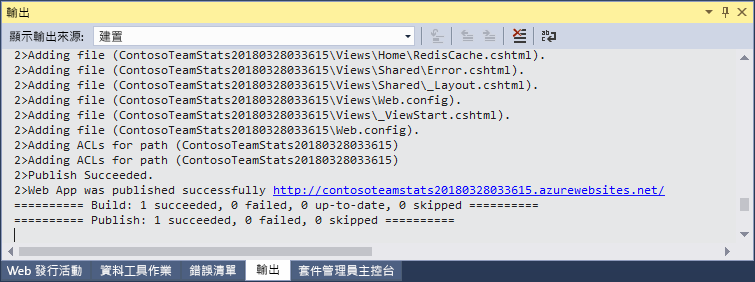 輸出
顯示輸出來源: 建置
2>Adding file (ContosoTeamStats20180328033615\Views\Home\RedisCache.cshtml).
2>Adding file (ContosoTeamStats20180328033615\Views\Shared\Error.cshtml).
2>Adding file (ContosoTeamStats20180328033615\Views\Shared\_Layout.cshtml).
2>Adding file (ContosoTeamStats20180328033615\Views\Web.config).
2>Adding file (ContosoTeamStats20180328033615\Views\_ViewStart.cshtml).
2>Adding file (ContosoTeamStats20180328033615\Web.config).
2>Adding ACLs for path (ContosoTeamStats20180328033615)
2>Adding ACLs for path (ContosoTeamStats20180328033615)
2>Publish Succeeded.
2>Web App was published successfully http://contosoteamstats20180328033615.azurewebsites.net/
========== Build: 1 succeeded, 0 failed, 0 up-to-date, 0 skipped ==========
========== Publish: 1 succeeded, 0 failed, 0 skipped ==========
Web 發行活動 資料工具作業 錯誤清單 輸出 套件管理員主控台